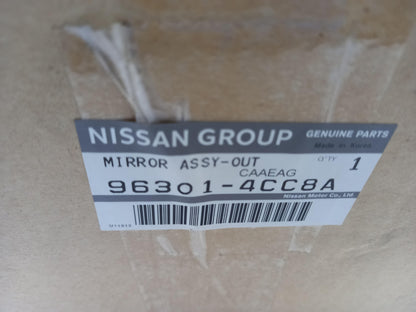 NISSAN GROUP GENUINE PARTS
Made in Korea
MIRROR ASSY-OUT Q'TY 1
CAAEAG
96301-4CC8A
Nissan Motor Co., Ltd.